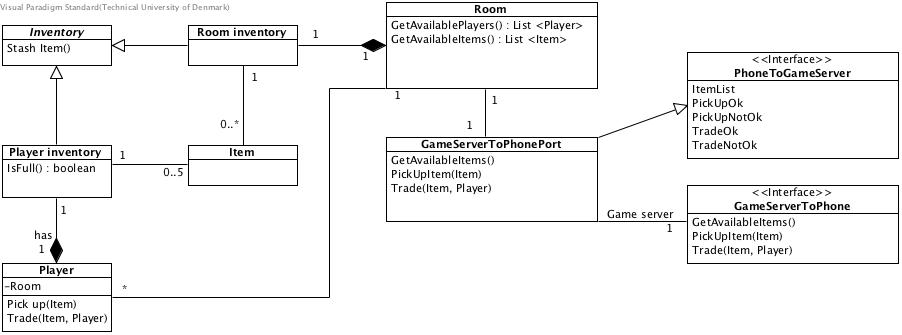 Visual Paradigm Standard(Technical University of Denmark)
Inventory
Stash Item()
Room inventory
1
1
Room
GetAvailablePlayers() : List <Player>
GetAvailableItems() : List <Item>
<<Interface>>
PhoneToGameServer
ItemList
PickUpOk
PickUpNotOk
TradeOk
TradeNotOk
1
0..*
1
1
1
Player inventory
IsFull() : boolean
1
0..5
Item
GameServerToPhonePort
GetAvailableItems()
PickUpItem(Item)
Trade(Item, Player)
<<Interface>>
GameServerToPhone
GetAvailableItems()
PickUpItem(Item)
Trade(Item, Player)
Game server
1
1
has
1
Player
-Room
Pick up(Item)
Trade(Item, Player)
*